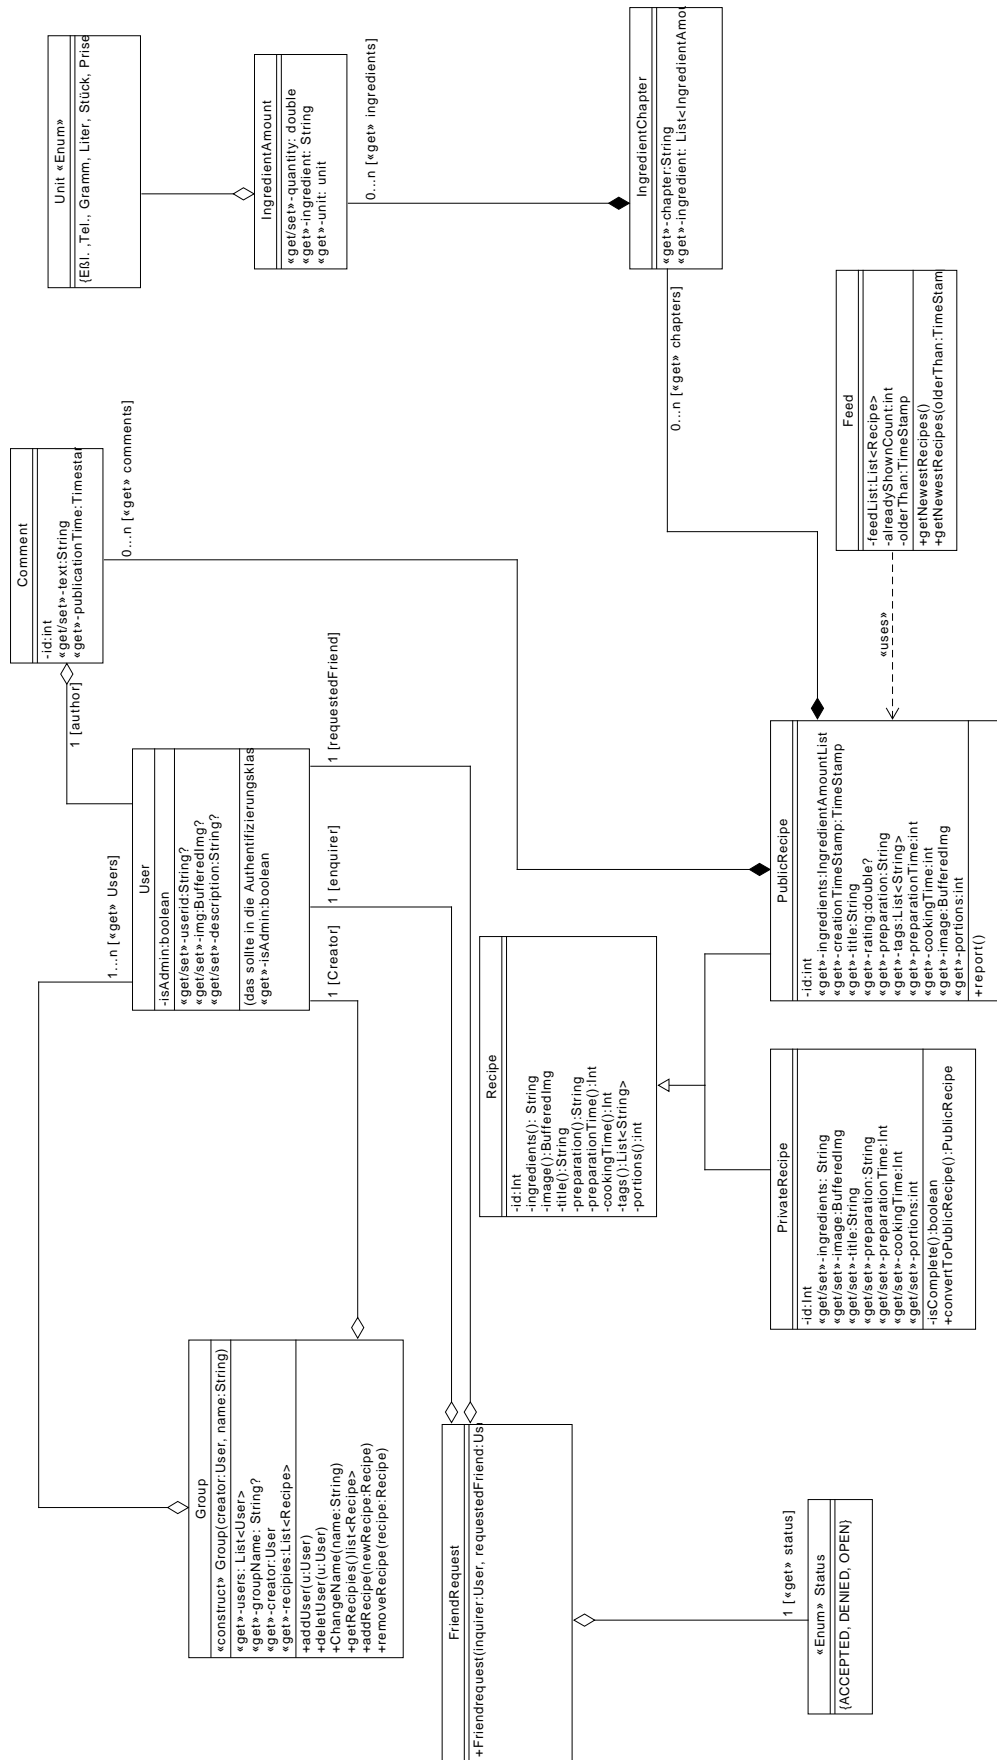 Unit «Enum»
{Eßl. ,Tel., Gramm, Liter, Stück, Prise
IngredientAmount
«get/set»-quantity: double
«get»-ingredient: String
«get»-unit: unit
0...n [«get» ingredients]
IngredientChapter
«get»-chapter:String
«get»-ingredient: List<IngredientAmou
0...n [«get» chapters]
Comment
-id:int
«get/set»-text:String
«get»-publicationTime:Timestar
0...n [«get» comments]
1 [author]
Feed
-feedList:List<Recipe>
-alreadyShownCount:int
-olderThan:TimeStamp
+getNewestRecipes()
+getNewestRecipes(olderThan:TimeStam
«uses»
1...n [«get» Users]
User
-isAdmin:boolean
«get/set»-userid:String?
«get/set»-img:BufferedImg?
«get/set»-description:String?
(das sollte in die Authentifizierungsklas
«get»-isAdmin:boolean
1 [Creator]
1 [enquirer]
1 [requestedFriend]
Recipe
-id:Int
-ingredients(): String
-image():BufferedImg
-title():String
-preparation():String
-preparationTime():Int
-cookingTime():Int
-tags():List<String>
-portions():int
PublicRecipe
-id:int
«get»-ingredients:IngredientAmountList
«get»-creationTimeStamp:TimeStamp
«get»-title:String
«get»-rating:double?
«get»-preparation:String
«get»-tags:List<String>
«get»-preparationTime:int
«get»-cookingTime:int
«get»-image:BufferedImg
«get»-portions:int
+report()
PrivateRecipe
-id:Int
«get/set»-ingredients: String
«get/set»-image:BufferedImg
«get/set»-title:String
«get/set»-preparation:String
«get/set»-preparationTime:Int
«get/set»-cookingTime:Int
«get/set»-portions:int
-isComplete():boolean
+convertToPublicRecipe():PublicRecipe
Group
«construct» Group(creator:User, name:String)
«get»-users: List<User>
«get»-groupName: String?
«get»-creator:User
«get»-recipies:List<Recipe>
+addUser(u:User)
+deletUser(u:User)
+ChangeName(name:String)
+getRecipies()list<Recipe>
+addRecipe(newRecipe:Recipe)
+removeRecipe(recipe:Recipe)
FriendRequest
+Friendrequest(inquirer:User, requestedFriend:Us
1 [«get» status]
«Enum» Status
{ACCEPTED, DENIED, OPEN}